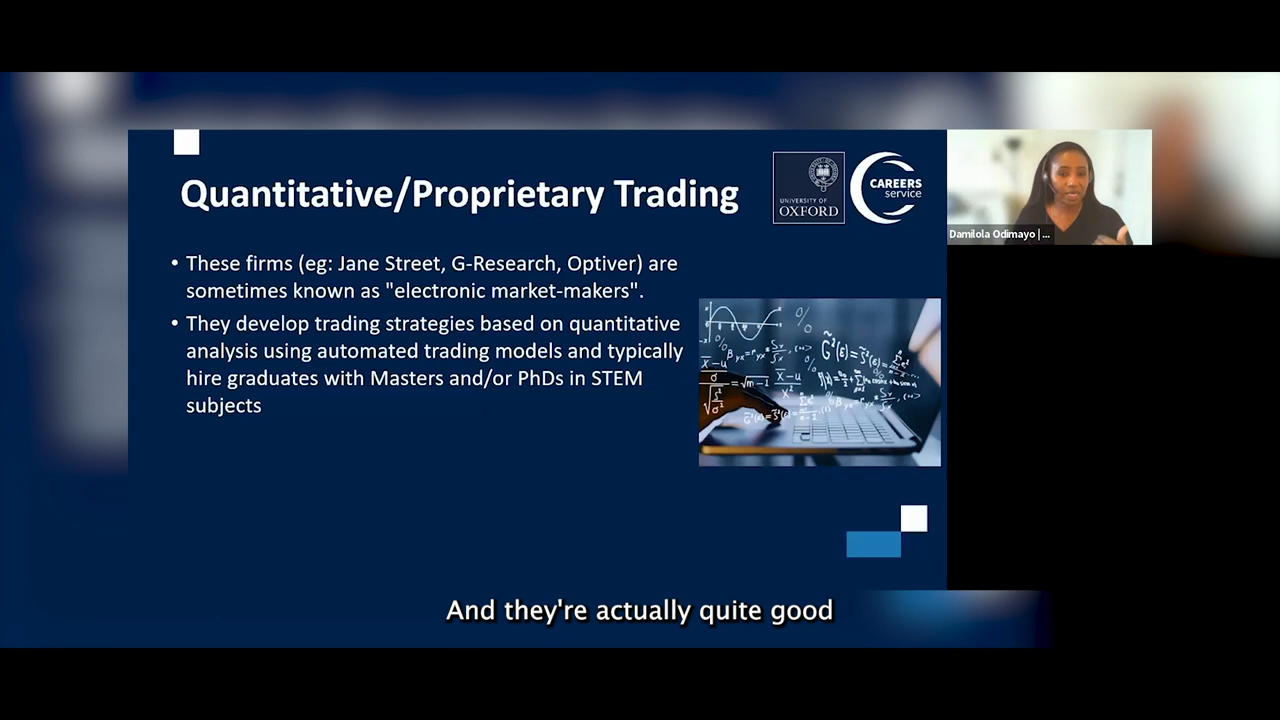 Quantitative/Proprietary Trading
UNIVERSITY OF
OXFORD
CAREERS
service
• These firms (eg: Jane Street, G-Research, Optiver) are
sometimes known as "electronic market-makers".
• They develop trading strategies based on quantitative
analysis using automated trading models and typically
hire graduates with Masters and/or PhDs in STEM
subjects
Damilola Odimayo | ...
And they're actually quite good